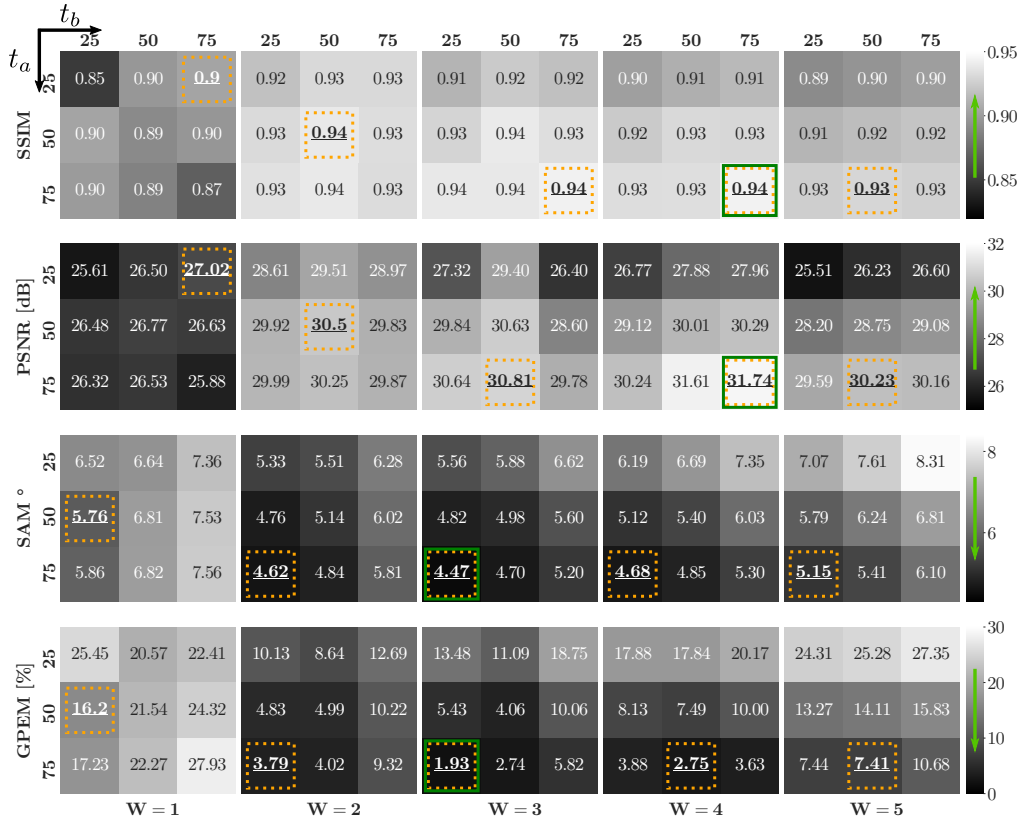 t_b
25 50 75 25 50 75 25 50 75 25 50 75 25 50 75
t_a
SSIM
25 0.85 0.90 0.9 0.92 0.93 0.93 0.91 0.92 0.92 0.90 0.91 0.91 0.89 0.90 0.90 0.95
50 0.90 0.89 0.90 0.93 0.94 0.93 0.93 0.94 0.93 0.92 0.93 0.93 0.91 0.92 0.92 0.90
75 0.90 0.89 0.87 0.93 0.94 0.93 0.94 0.94 0.94 0.93 0.93 0.94 0.93 0.93 0.93 0.85
PSNR [dB]
25 25.61 26.50 27.02 28.61 29.51 28.97 27.32 29.40 26.40 26.77 27.88 27.96 25.51 26.23 26.60 32
30
50 26.48 26.77 26.63 29.92 30.5 29.83 29.84 30.63 28.60 29.12 30.01 30.29 28.20 28.75 29.08 28
75 26.32 26.53 25.88 29.99 30.25 29.87 30.64 30.81 29.78 30.24 31.61 31.74 29.59 30.23 30.16 26
SAM °
25 6.52 6.64 7.36 5.33 5.51 6.28 5.56 5.88 6.62 6.19 6.69 7.35 7.07 7.61 8.31 8
50 5.76 6.81 7.53 4.76 5.14 6.02 4.82 4.98 5.60 5.12 5.40 6.03 5.79 6.24 6.81 6
75 5.86 6.82 7.56 4.62 4.84 5.81 4.47 4.70 5.20 4.68 4.85 5.30 5.15 5.41 6.10
GPEM [%]
25 25.45 20.57 22.41 10.13 8.64 12.69 13.48 11.09 18.75 17.88 17.84 20.17 24.31 25.28 27.35 30
20
50 16.2 21.54 24.32 4.83 4.99 10.22 5.43 4.06 10.06 8.13 7.49 10.00 13.27 14.11 15.83
10
75 17.23 22.27 27.93 3.79 4.02 9.32 1.93 2.74 5.82 3.88 2.75 3.63 7.44 7.41 10.68
0
W = 1 W = 2 W = 3 W = 4 W = 5